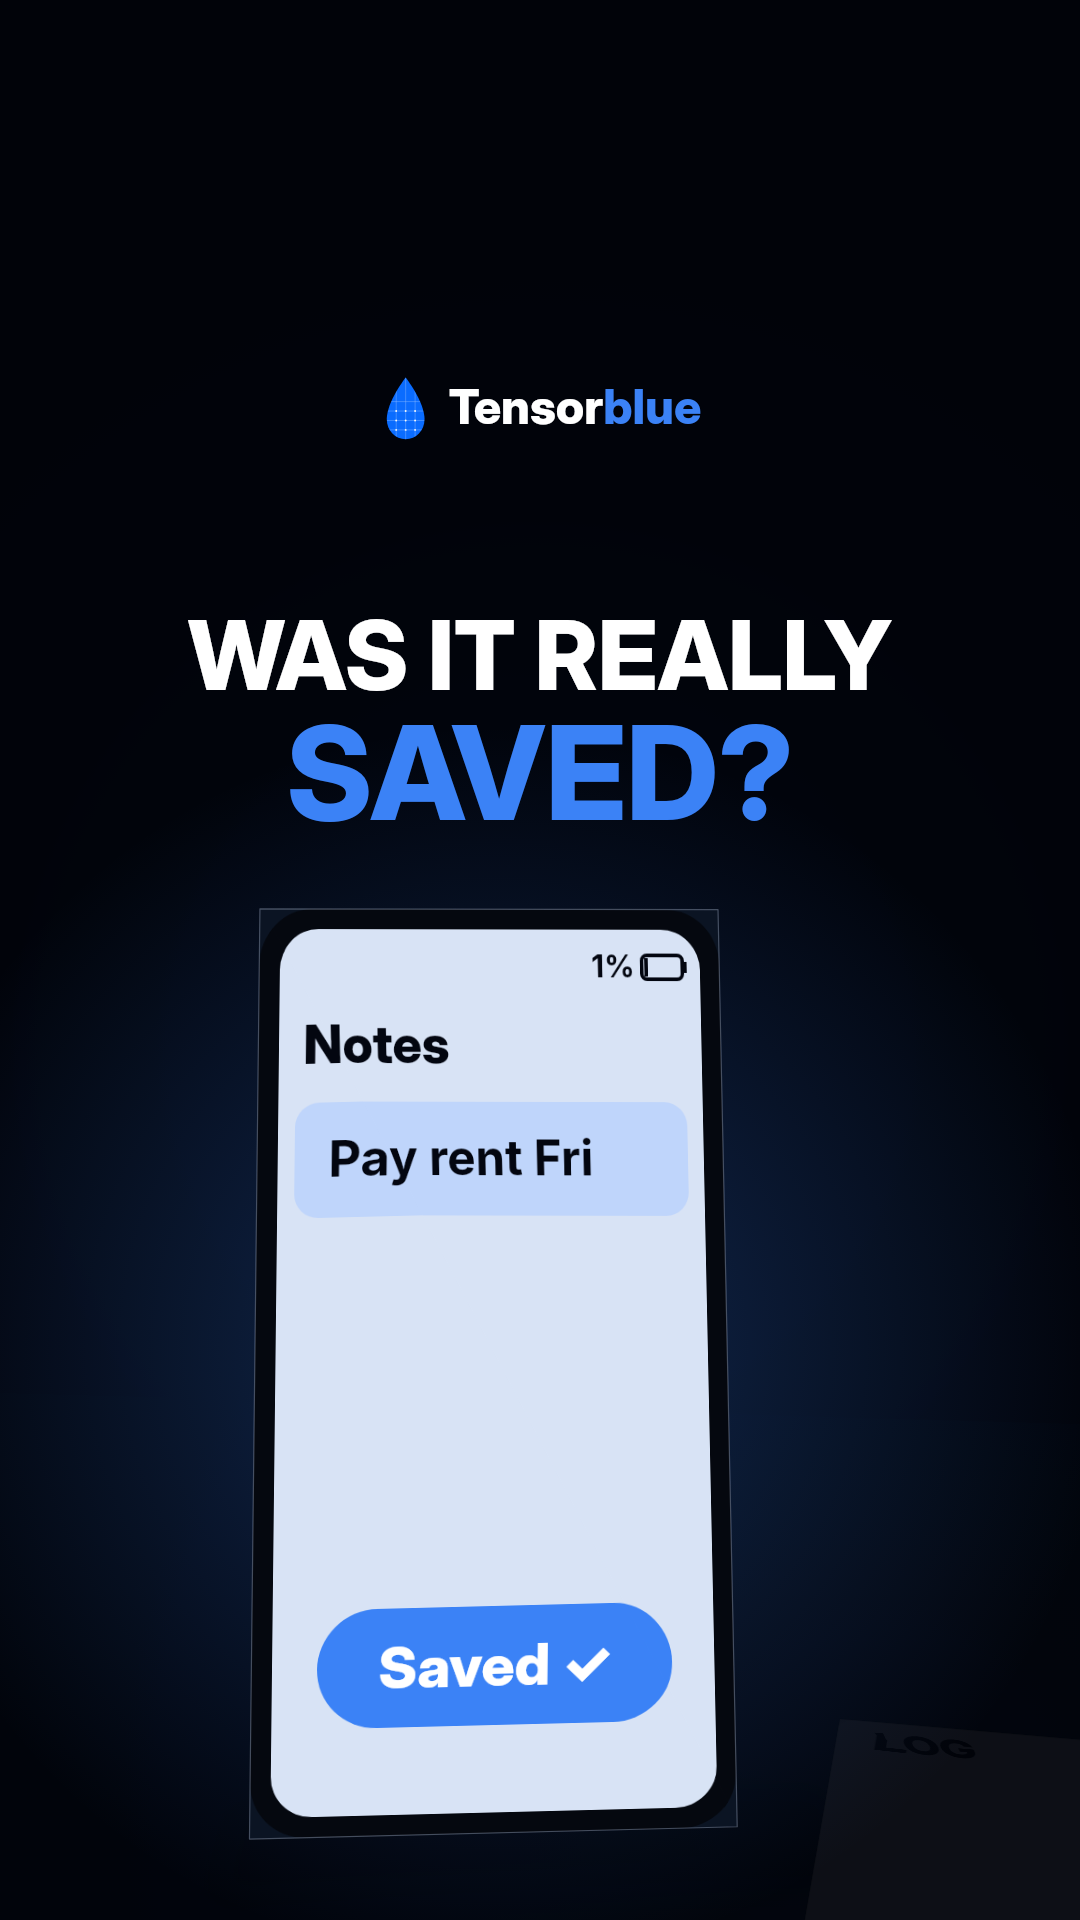 Tensorblue
WAS IT REALLY
SAVED?
1%
Notes
Pay rent Fri
Saved
LOG